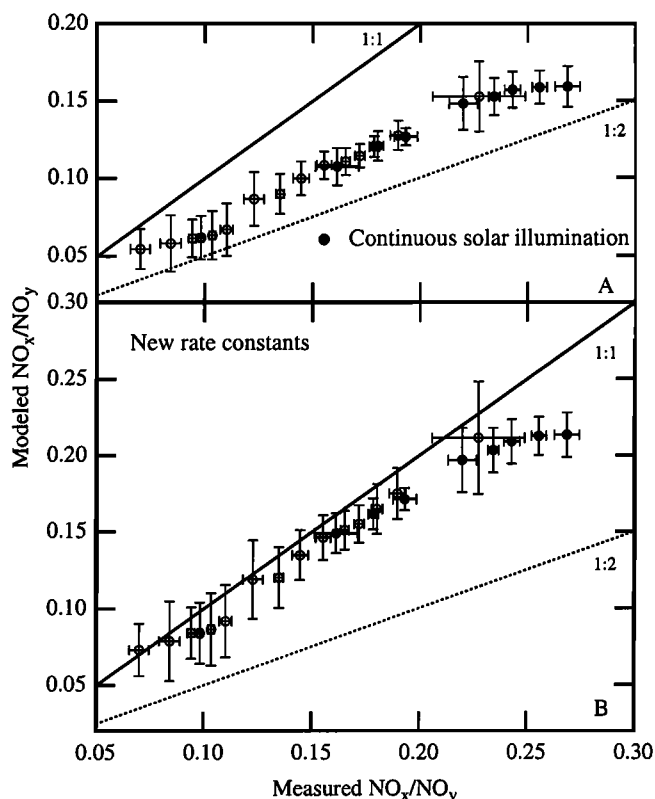 0.20
1:1
0.15
1:2
0.10
● Continuous solar illumination
0.05
A
Modeled NOx/NOy
0.30
New rate constants
1:1
0.25
0.20
0.15
1:2
0.10
0.05
B
0.05 0.10 0.15 0.20 0.25 0.30
Measured NOx/NOy